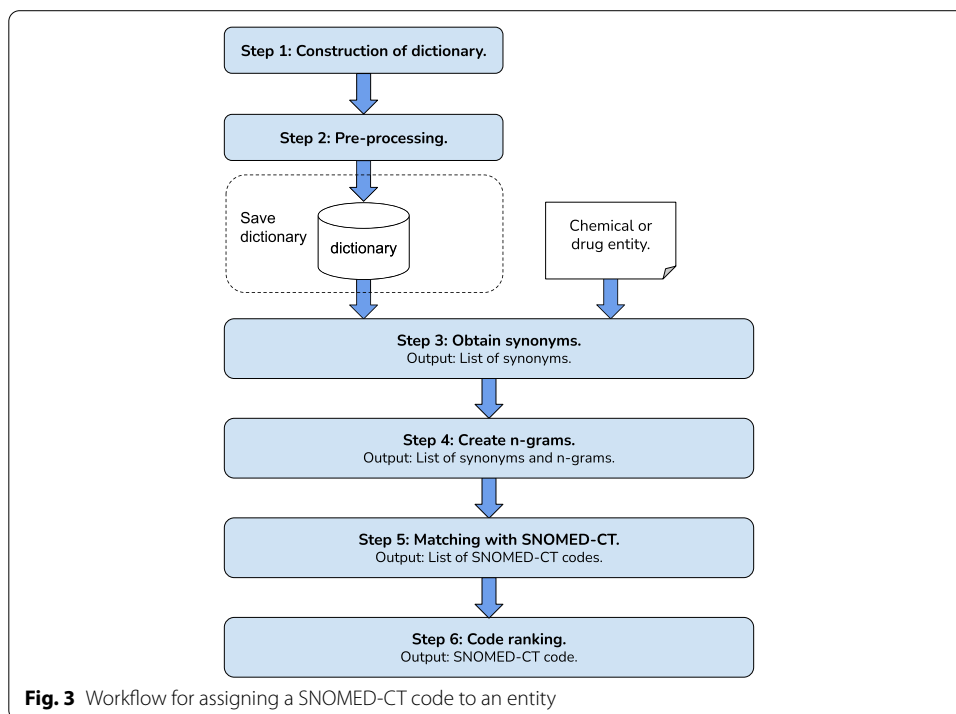 Step 1: Construction of dictionary.
Step 2: Pre-processing.
Save
dictionary
dictionary
Chemical or
drug entity.
Step 3: Obtain synonyms.
Output: List of synonyms.
Step 4: Create n-grams.
Output: List of synonyms and n-grams.
Step 5: Matching with SNOMED-CT.
Output: List of SNOMED-CT codes.
Step 6: Code ranking.
Output: SNOMED-CT code.
Fig. 3 Workflow for assigning a SNOMED-CT code to an entity